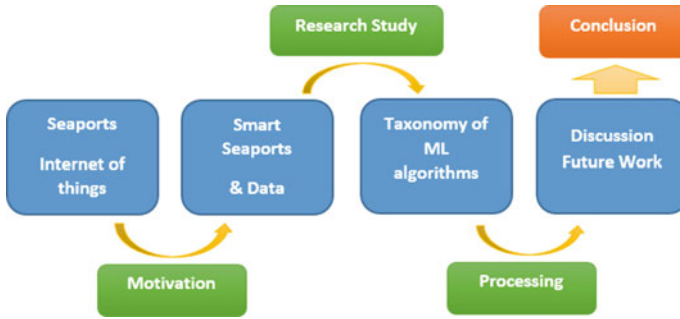 Research Study
Conclusion
Seaports
Internet of
things
Smart
Seaports
& Data
Taxonomy of
ML
algorithms
Discussion
Future Work
Motivation
Processing